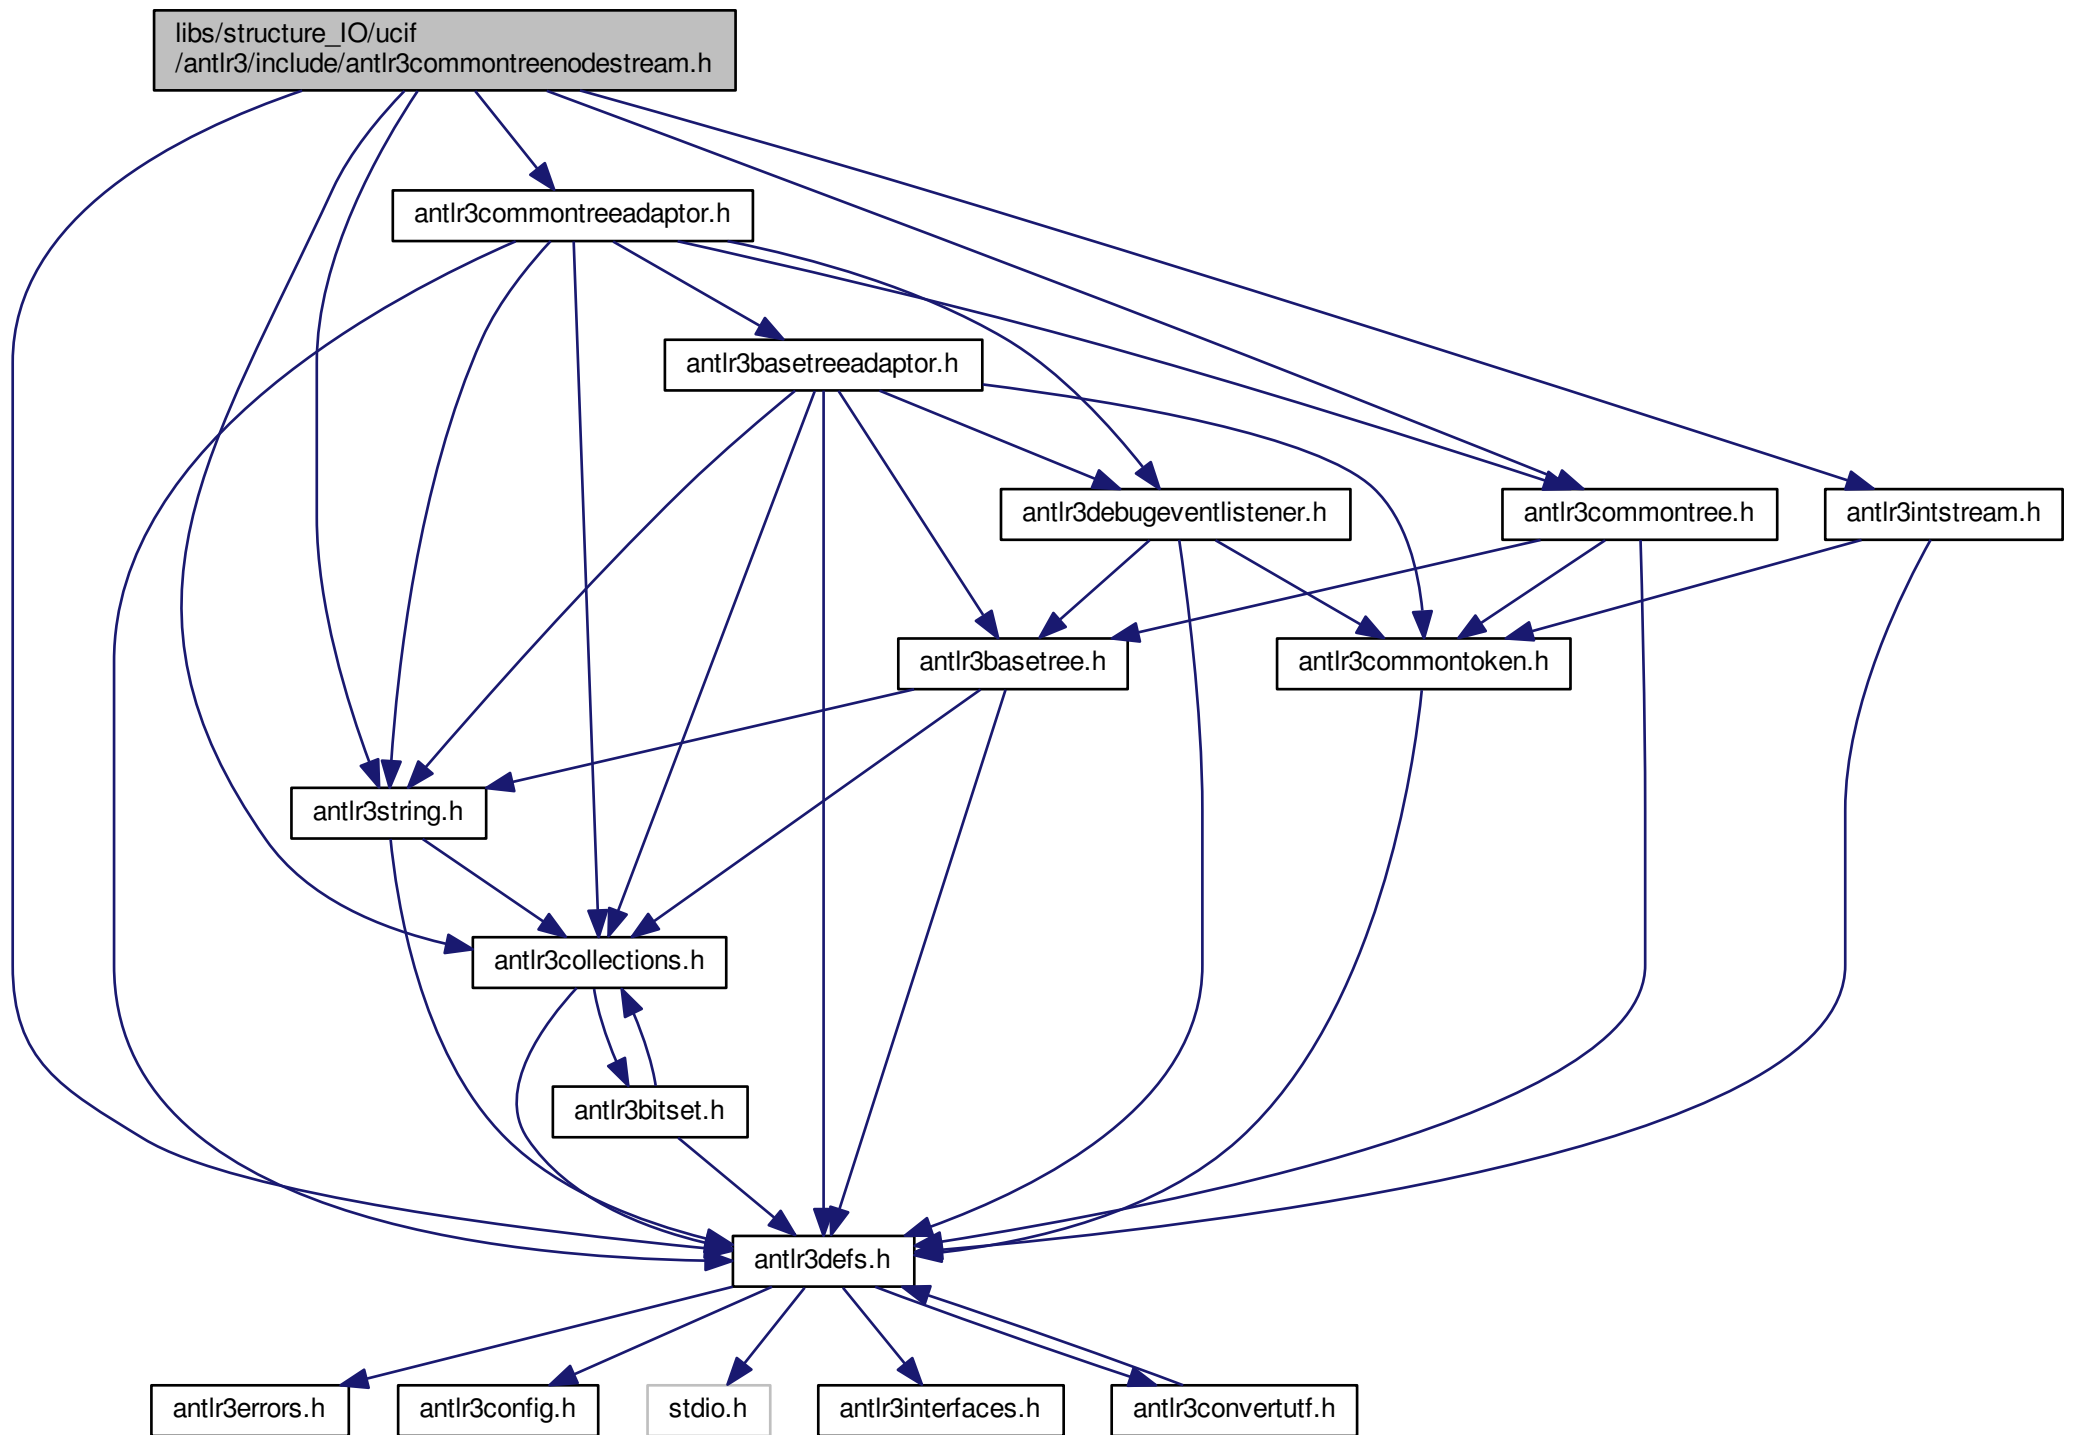 libs/structure_IO/ucif
/antlr3/include/antlr3commontreenodestream.h
antlr3commontreeadaptor.h
antlr3basetreeadaptor.h
antlr3debugeventlistener.h
antlr3commontree.h
antlr3intstream.h
antlr3basetree.h
antlr3commontoken.h
antlr3string.h
antlr3collections.h
antlr3bitset.h
antlr3defs.h
antlr3errors.h
antlr3config.h
stdio.h
antlr3interfaces.h
antlr3convertutf.h